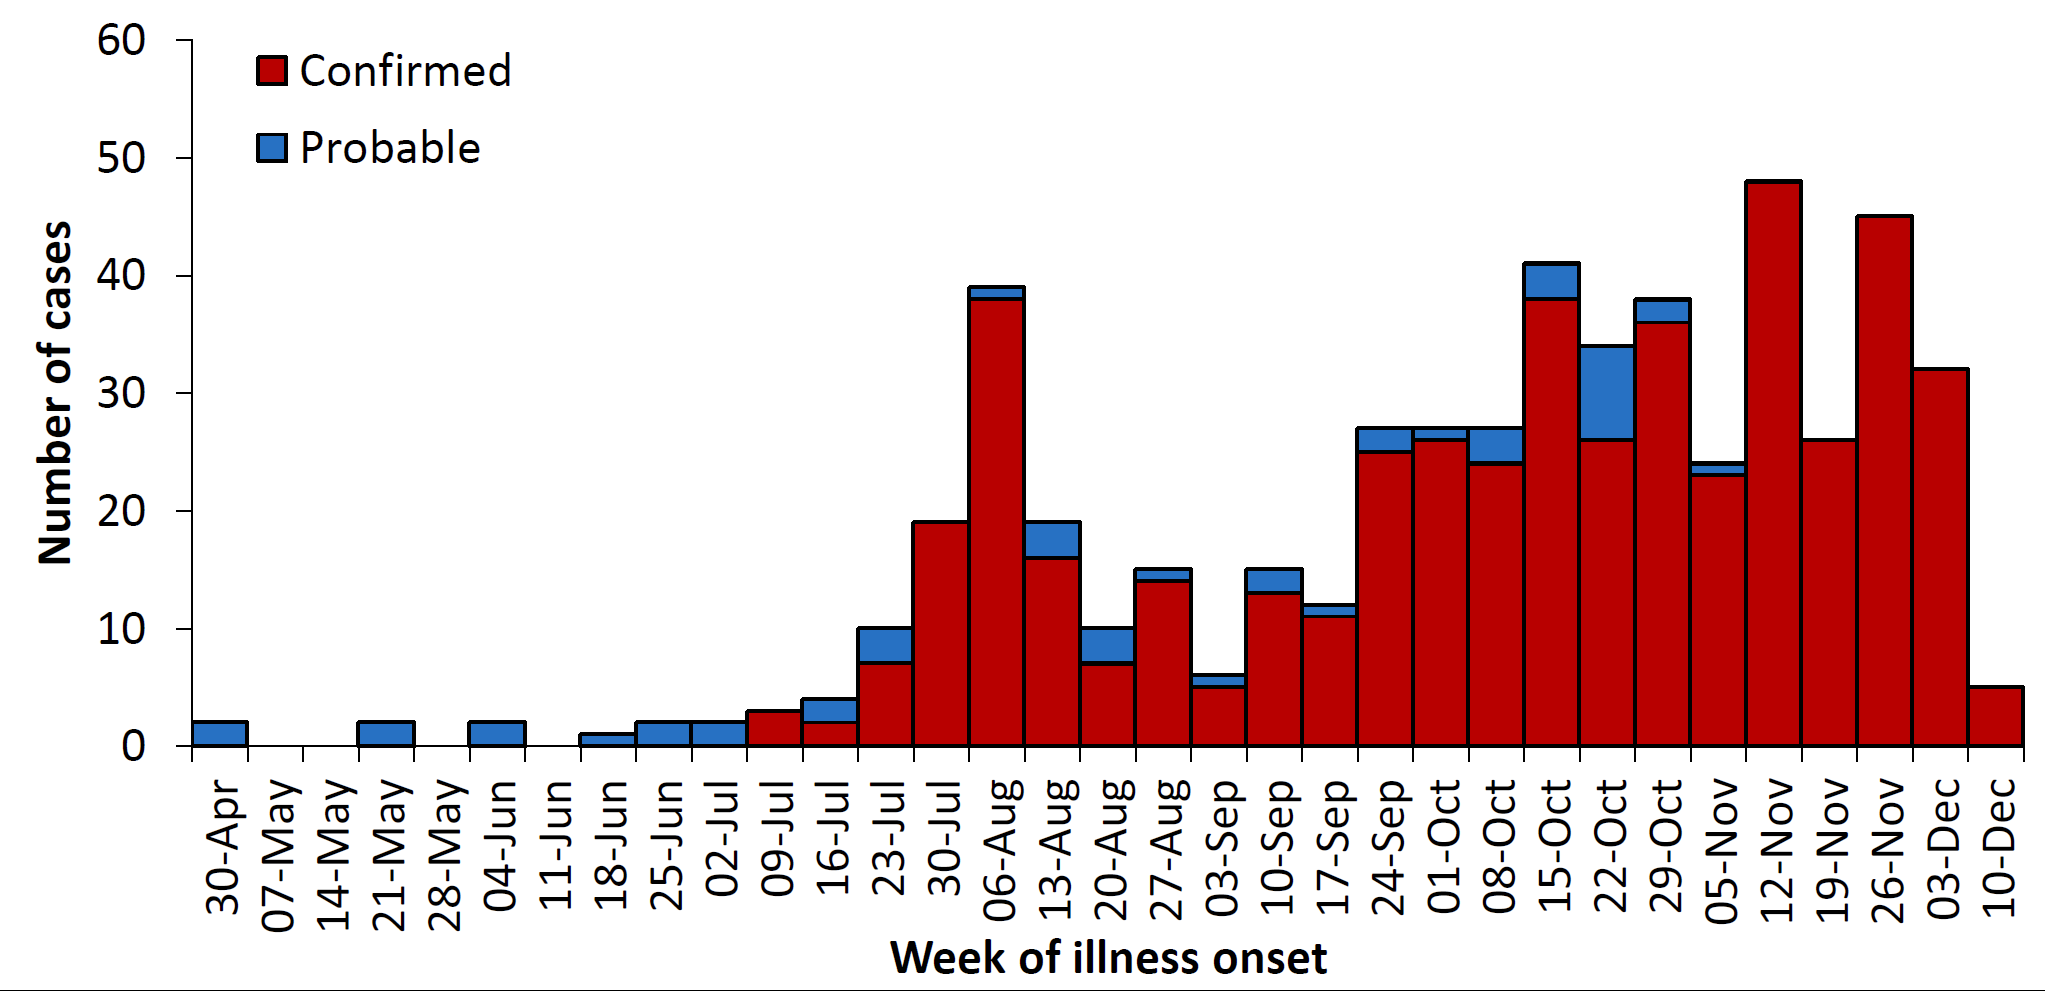 60
50
40
30
20
10
0
Number of cases
Confirmed
Probable
30-Apr
07-May
14-May
21-May
28-May
04-Jun
11-Jun
18-Jun
25-Jun
02-Jul
09-Jul
16-Jul
23-Jul
30-Jul
06-Aug
13-Aug
20-Aug
27-Aug
03-Sep
10-Sep
17-Sep
24-Sep
01-Oct
08-Oct
15-Oct
22-Oct
29-Oct
05-Nov
12-Nov
19-Nov
26-Nov
03-Dec
10-Dec
Week of illness onset